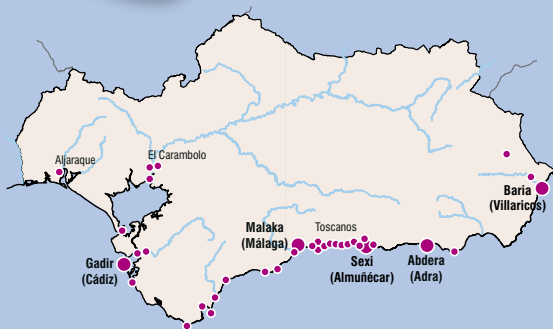 Aljaraque
El Carambolo
Baria
(Villaricos)
Malaka
(Málaga)
Toscanos
Gadir
(Cádiz)
Sexi
(Almuñécar)
Abdera
(Adra)